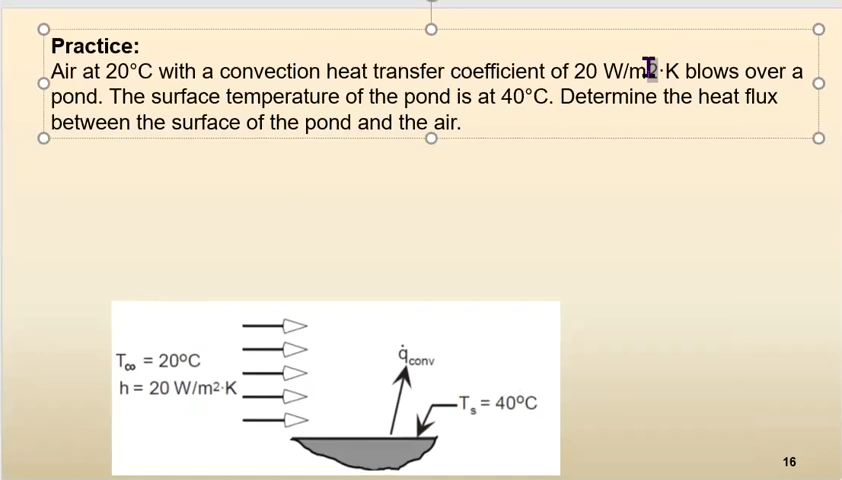 Practice:
Air at 20°C with a convection heat transfer coefficient of 20 W/m2·K blows over a
pond. The surface temperature of the pond is at 40°C. Determine the heat flux
between the surface of the pond and the air.
T∞ = 20ºC
h = 20 W/m2·K
q̇conv
Ts = 40ºC
16